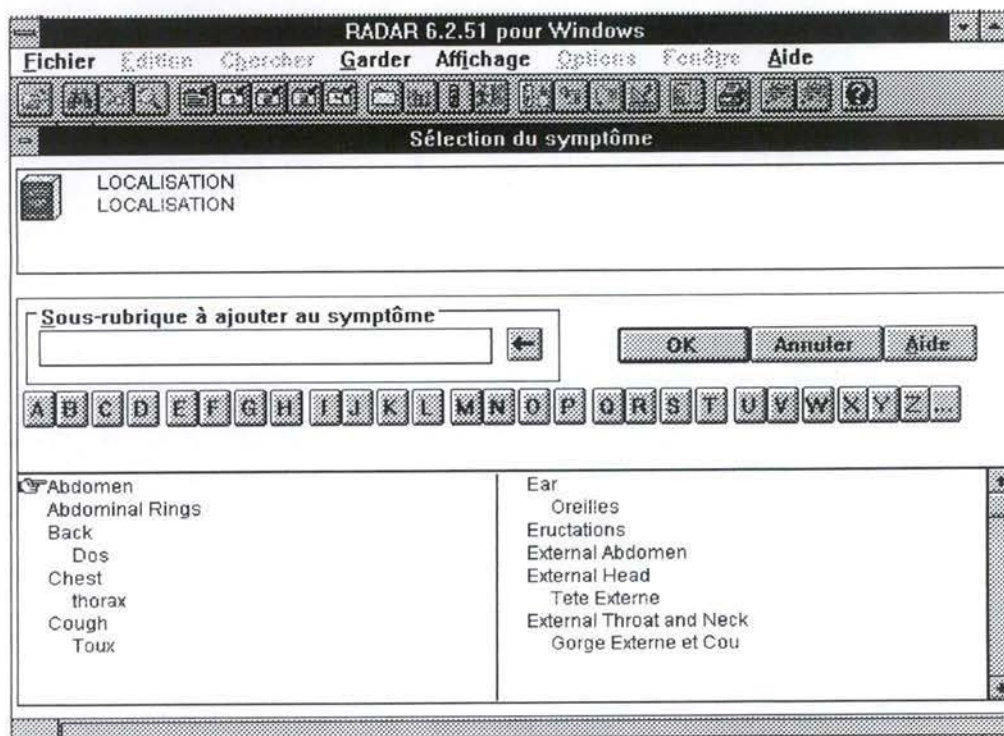 RADAR 6.2.51 pour Windows
Fichier Edition Chercher Garder Affichage Options Fenêtre Aide
Sélection du symptôme
LOCALISATION
LOCALISATION
Sous-rubrique à ajouter au symptôme
OK Annuler Aide
A B C D E F G H I J K L M N O P Q R S T U V W X Y Z ...
Abdomen
Abdominal Rings
Back
Dos
Chest
thorax
Cough
Toux
Ear
Oreilles
Eructations
External Abdomen
External Head
Tete Externe
External Throat and Neck
Gorge Externe et Cou